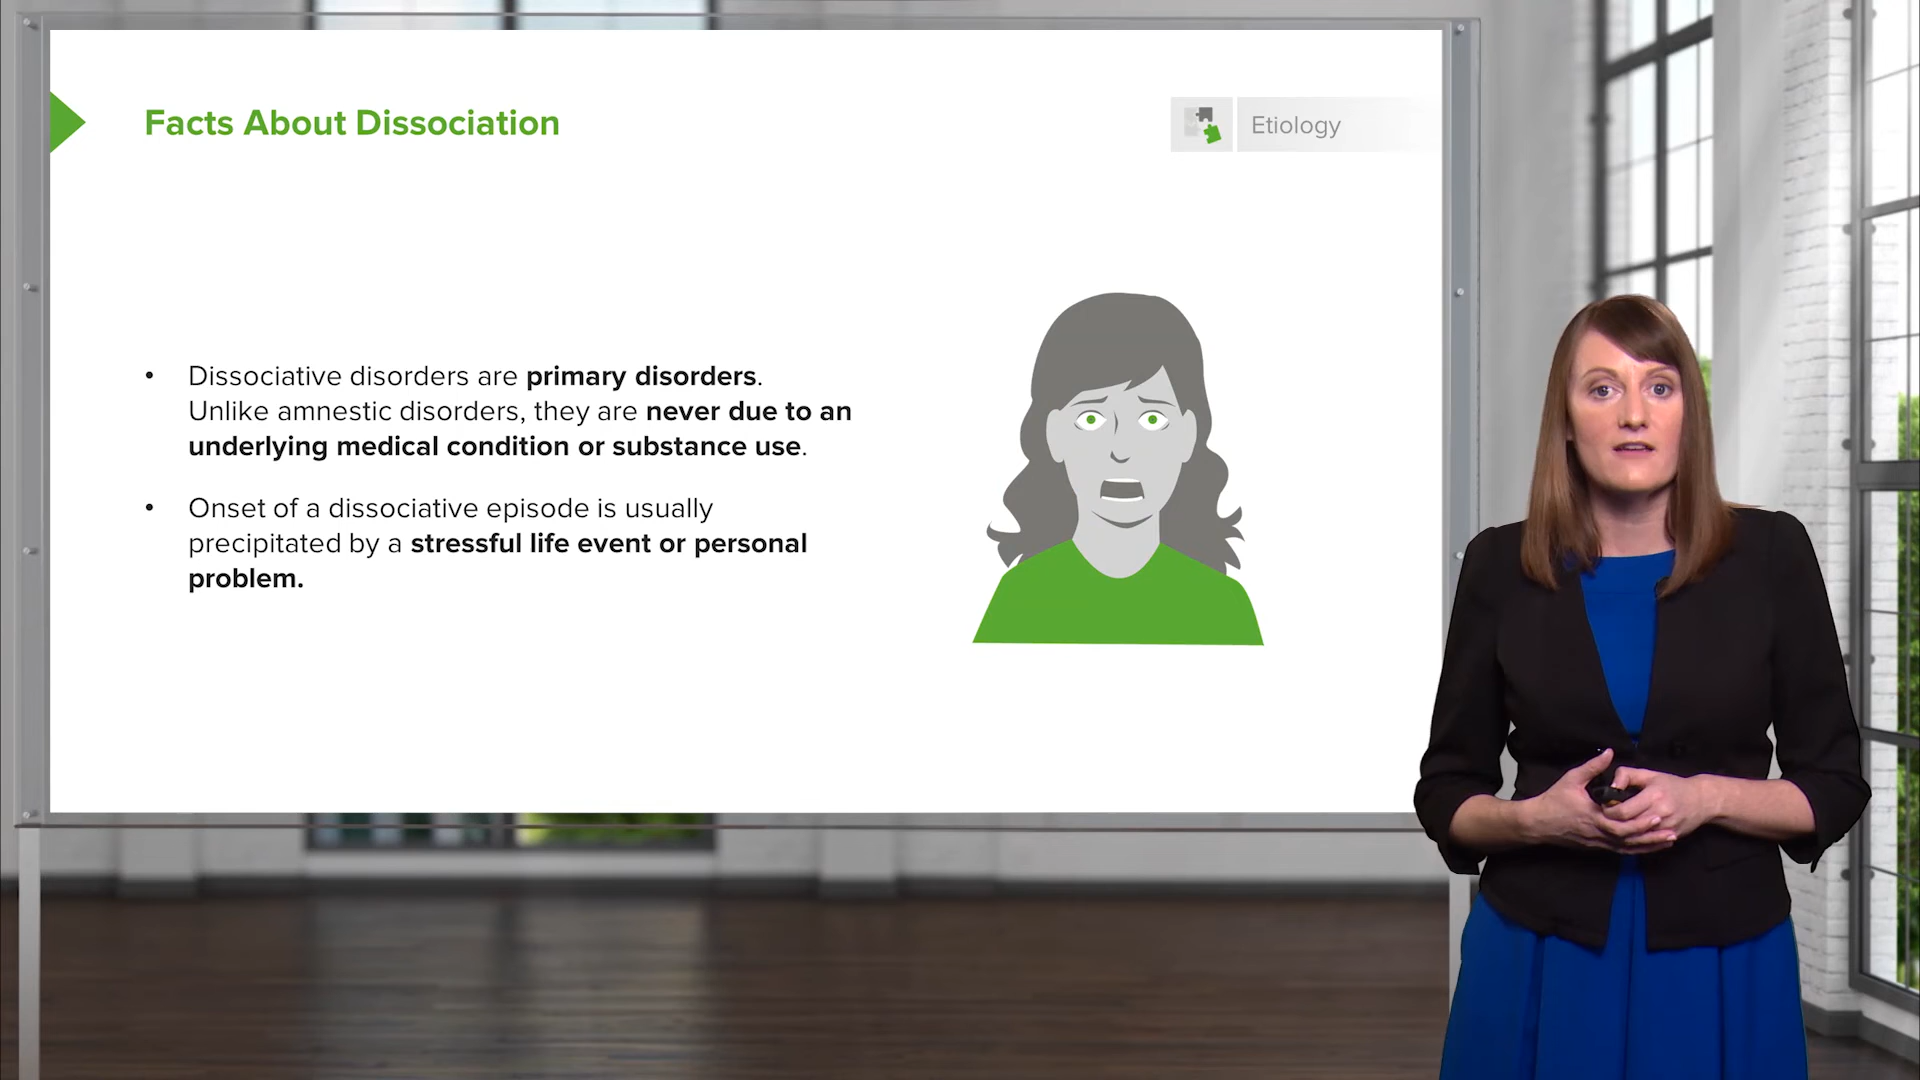 Facts About Dissociation
Etiology
• Dissociative disorders are primary disorders.
Unlike amnestic disorders, they are never due to an
underlying medical condition or substance use.
• Onset of a dissociative episode is usually
precipitated by a stressful life event or personal
problem.